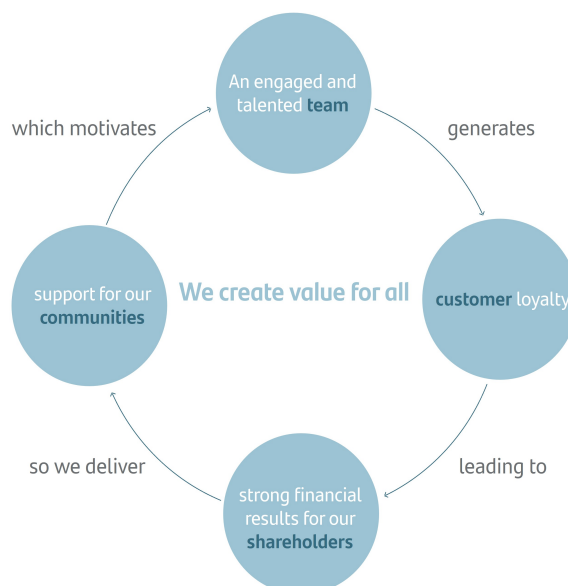 An engaged and
talented team
which motivates
generates
support for our
communities
We create value for all
customer loyalty
so we deliver
leading to
strong financial
results for our
shareholders